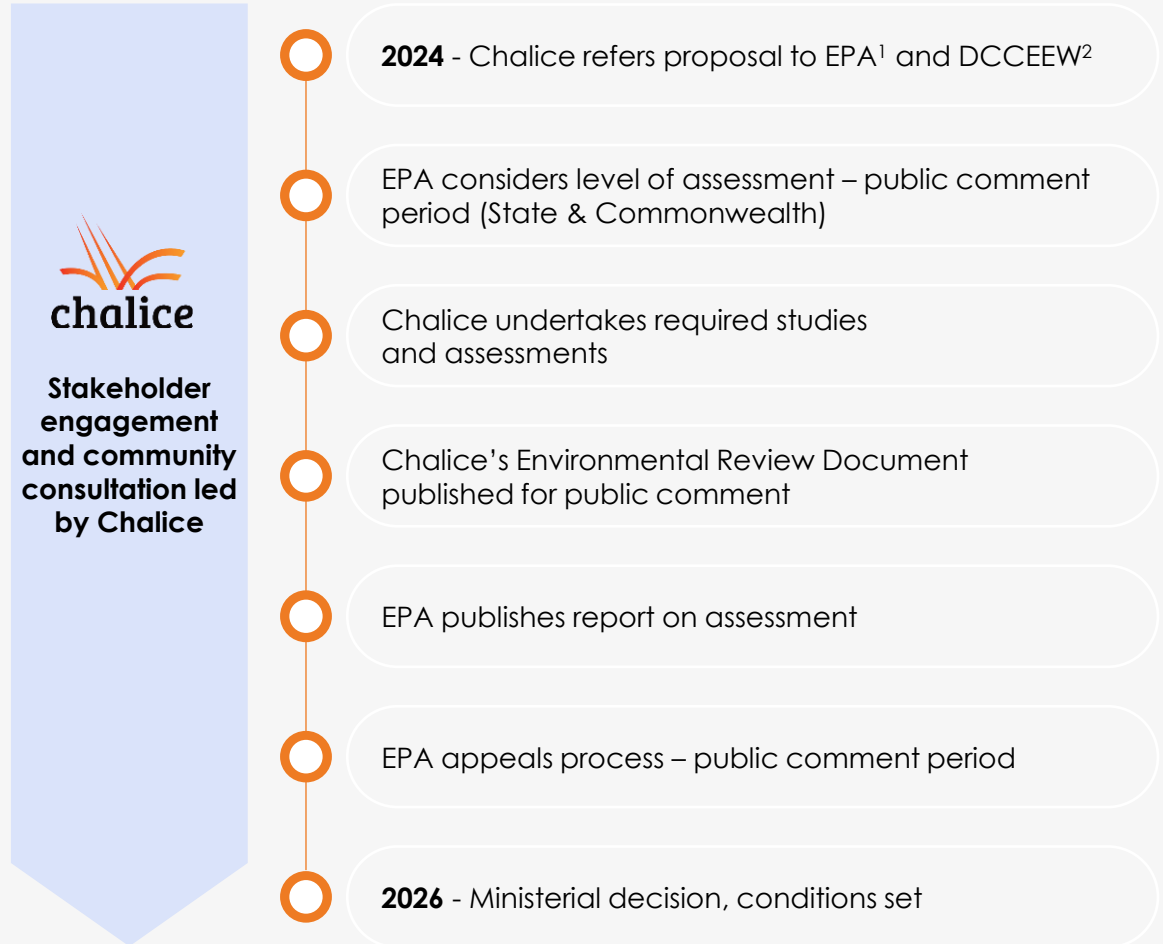 chalice
Stakeholder
engagement
and community
consultation led
by Chalice
2024 - Chalice refers proposal to EPA¹ and DCCEEW²
EPA considers level of assessment – public comment
period (State & Commonwealth)
Chalice undertakes required studies
and assessments
Chalice’s Environmental Review Document
published for public comment
EPA publishes report on assessment
EPA appeals process – public comment period
2026 - Ministerial decision, conditions set